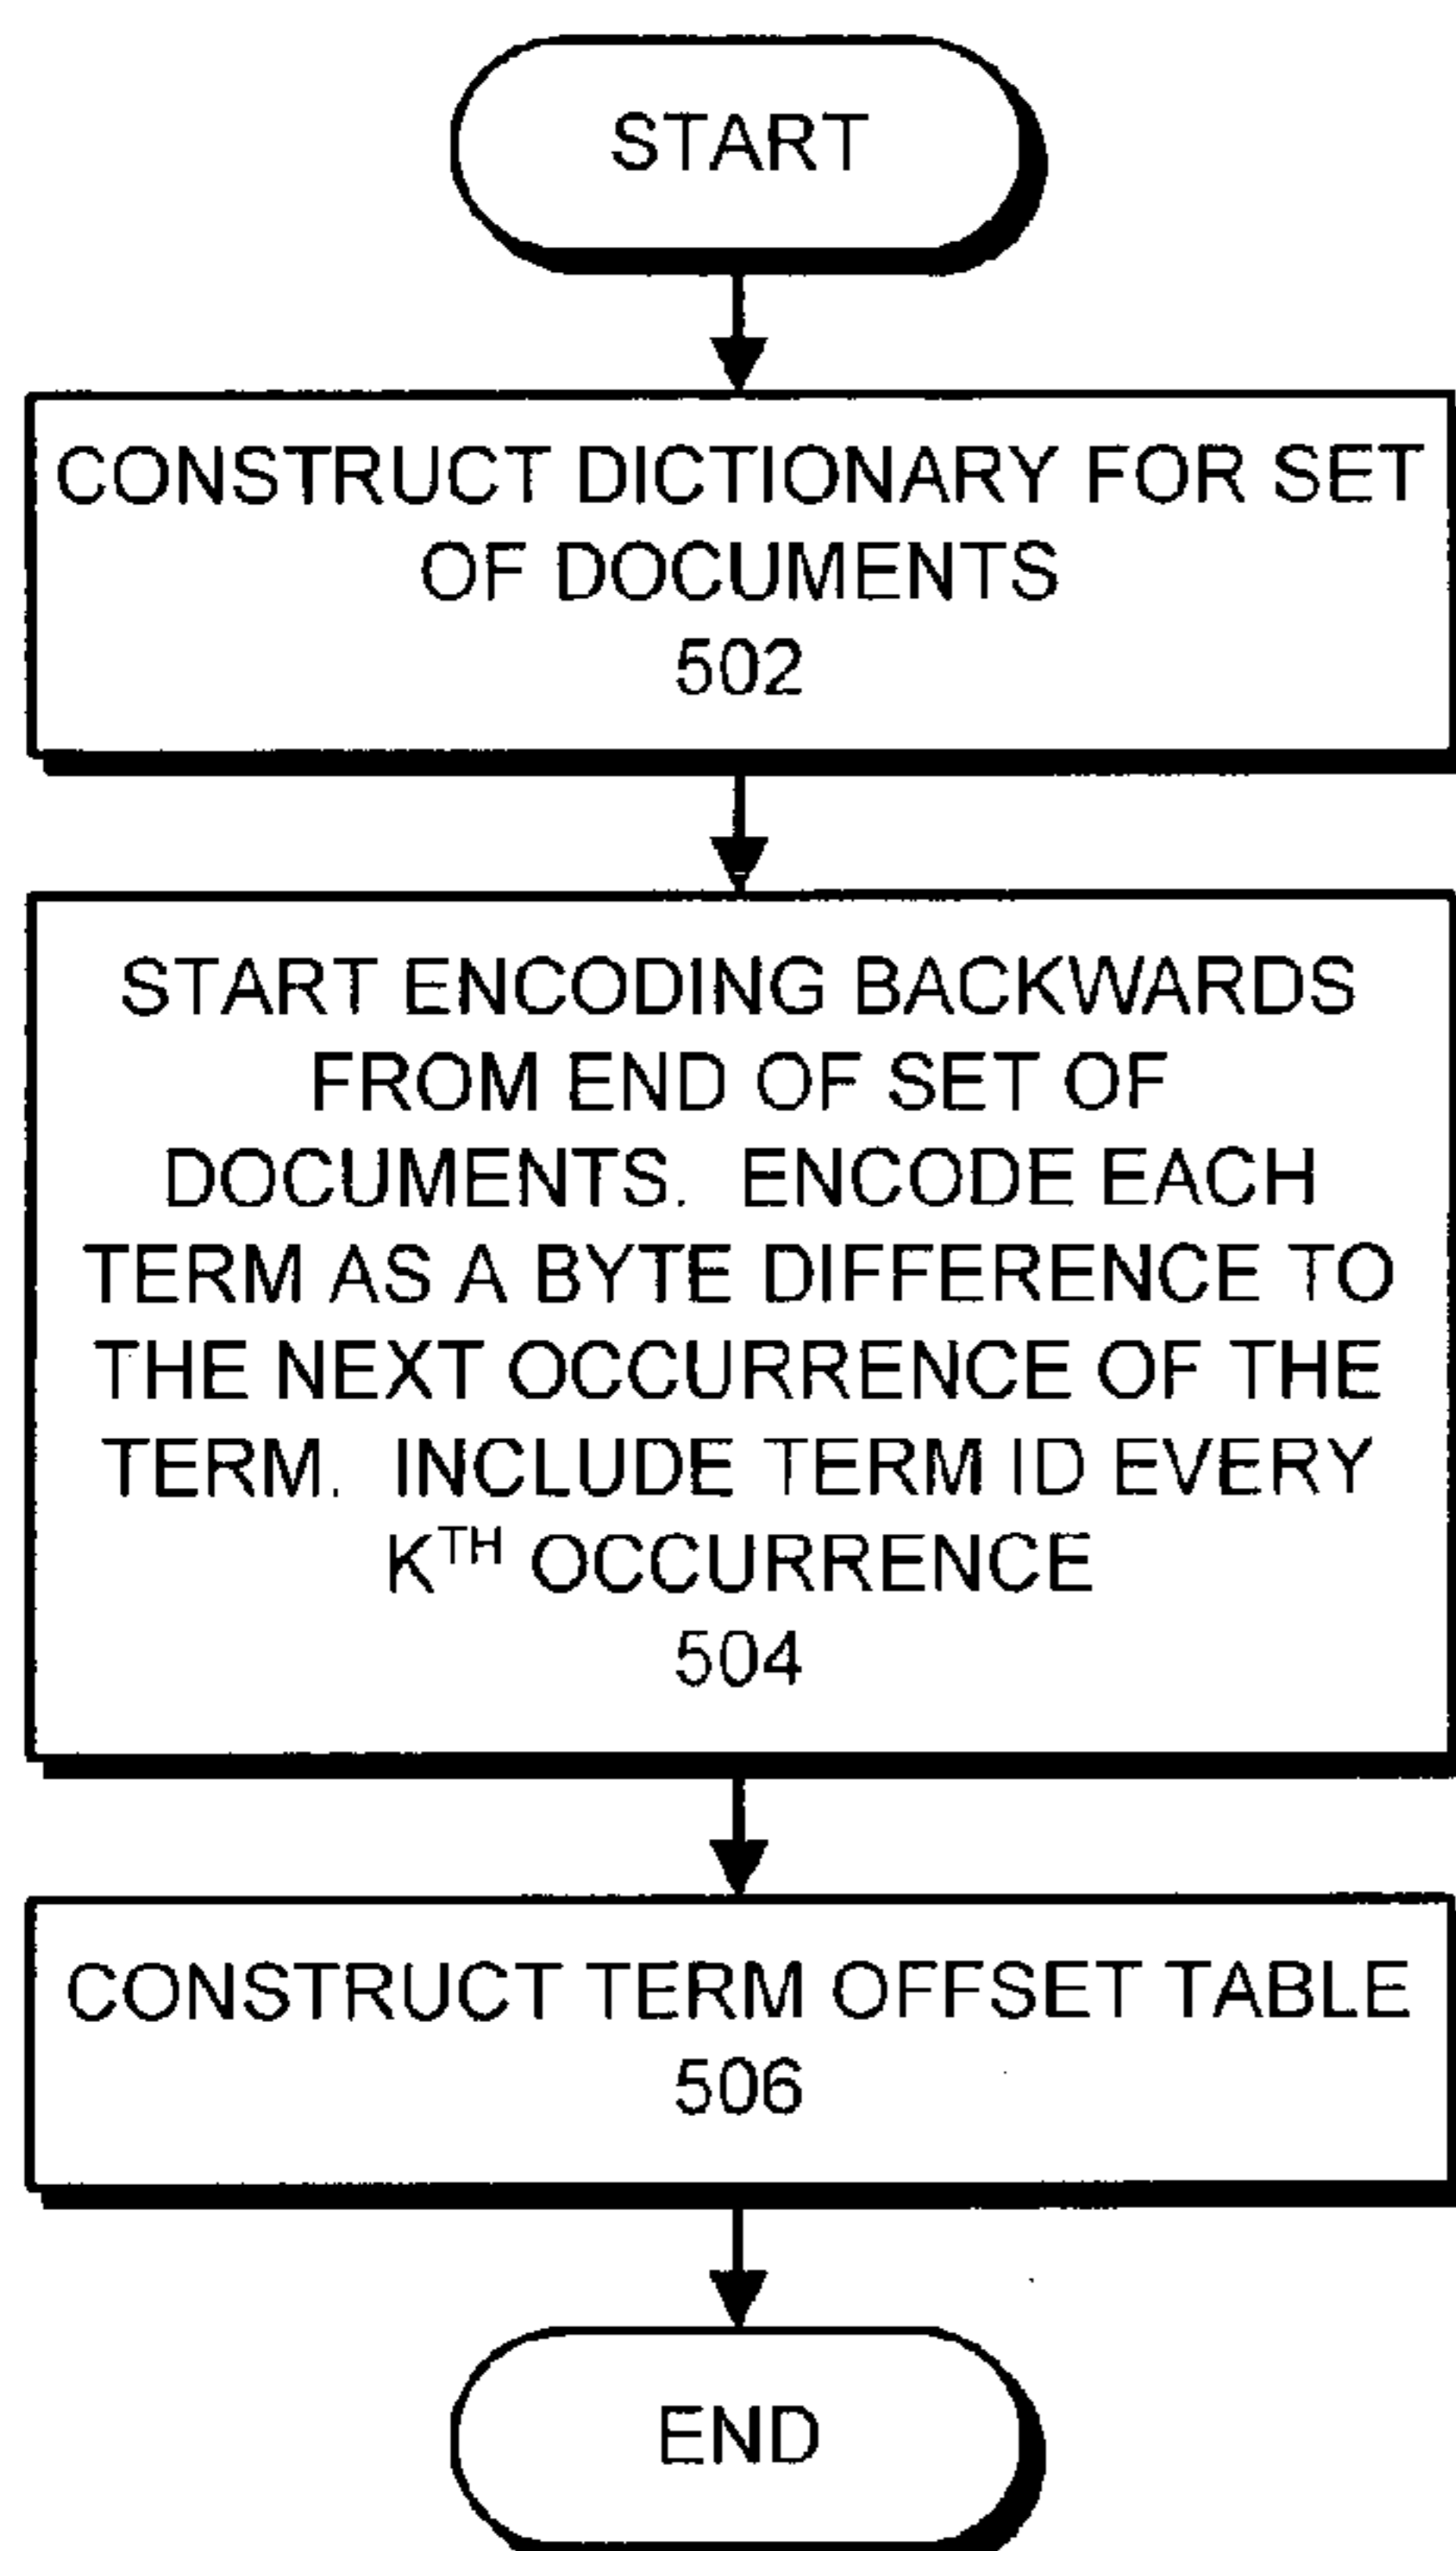 START
CONSTRUCT DICTIONARY FOR SET
OF DOCUMENTS
502
START ENCODING BACKWARDS
FROM END OF SET OF
DOCUMENTS. ENCODE EACH
TERM AS A BYTE DIFFERENCE TO
THE NEXT OCCURRENCE OF THE
TERM. INCLUDE TERM ID EVERY
KTH OCCURRENCE
504
CONSTRUCT TERM OFFSET TABLE
506
END